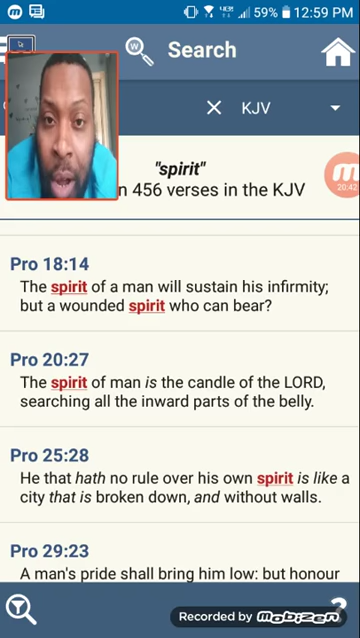 59% 12:59 PM
W Search
KJV
"spirit"
n 456 verses in the KJV
20:42
Pro 18:14
The spirit of a man will sustain his infirmity;
but a wounded spirit who can bear?
Pro 20:27
The spirit of man is the candle of the LORD,
searching all the inward parts of the belly.
Pro 25:28
He that hath no rule over his own spirit is like a
city that is broken down, and without walls.
Pro 29:23
A man's pride shall bring him low: but honour
?
Recorded by Mobizen